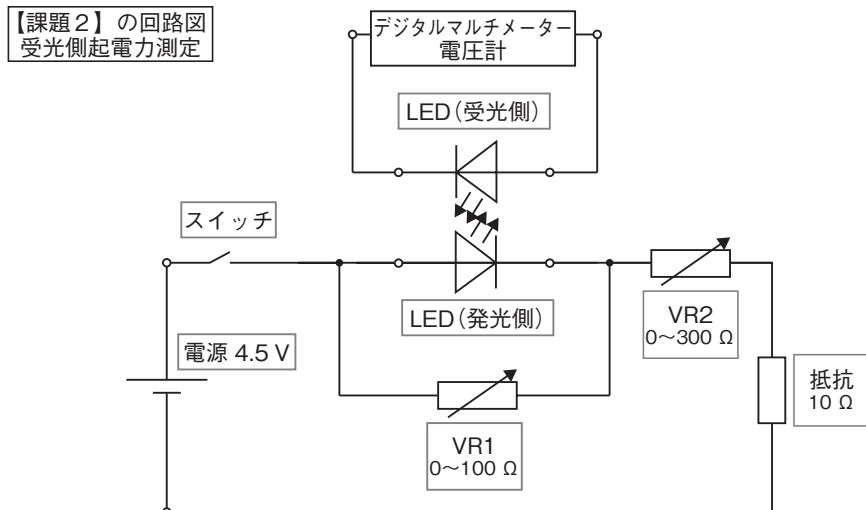 【課題2】の回路図
受光側起電力測定
デジタルマルチメーター
電圧計
LED(受光側)
スイッチ
LED(発光側)
VR2
0〜300 Ω
電源 4.5 V
抵抗
10 Ω
VR1
0〜100 Ω